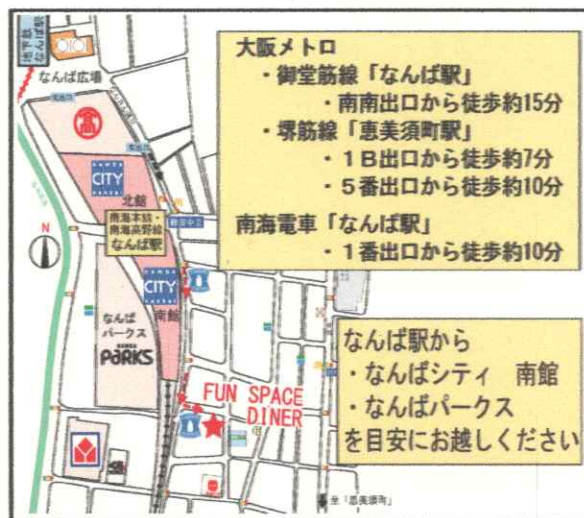 地下鉄
なんば駅
なんば広場
大阪メトロ
・御堂筋線「なんば駅」
・南南出口から徒歩約15分
・堺筋線「恵美須町駅」
・1B出口から徒歩約7分
・5番出口から徒歩約10分
南海電車「なんば駅」
・1番出口から徒歩約10分
髙
CITY
北館
南海本線・
南海高野線
なんば駅
N
CITY
南館
なんば
パークス
PARKS
なんば駅から
・なんばシティ 南館
・なんばパークス
を目安にお越しください
FUN SPACE
DINER
至「恵美須町」